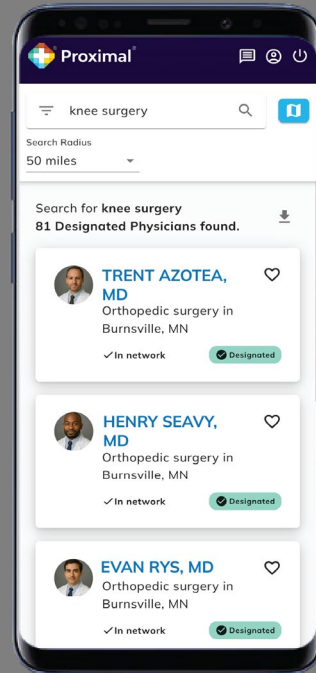 Proximal
knee surgery
Search Radius
50 miles
Search for knee surgery
81 Designated Physicians found.
TRENT AZOTEA,
MD
Orthopedic surgery in
Burnsville, MN
In network Designated
HENRY SEAVY,
MD
Orthopedic surgery in
Burnsville, MN
In network Designated
EVAN RYS, MD
Orthopedic surgery in
Burnsville, MN
In network Designated